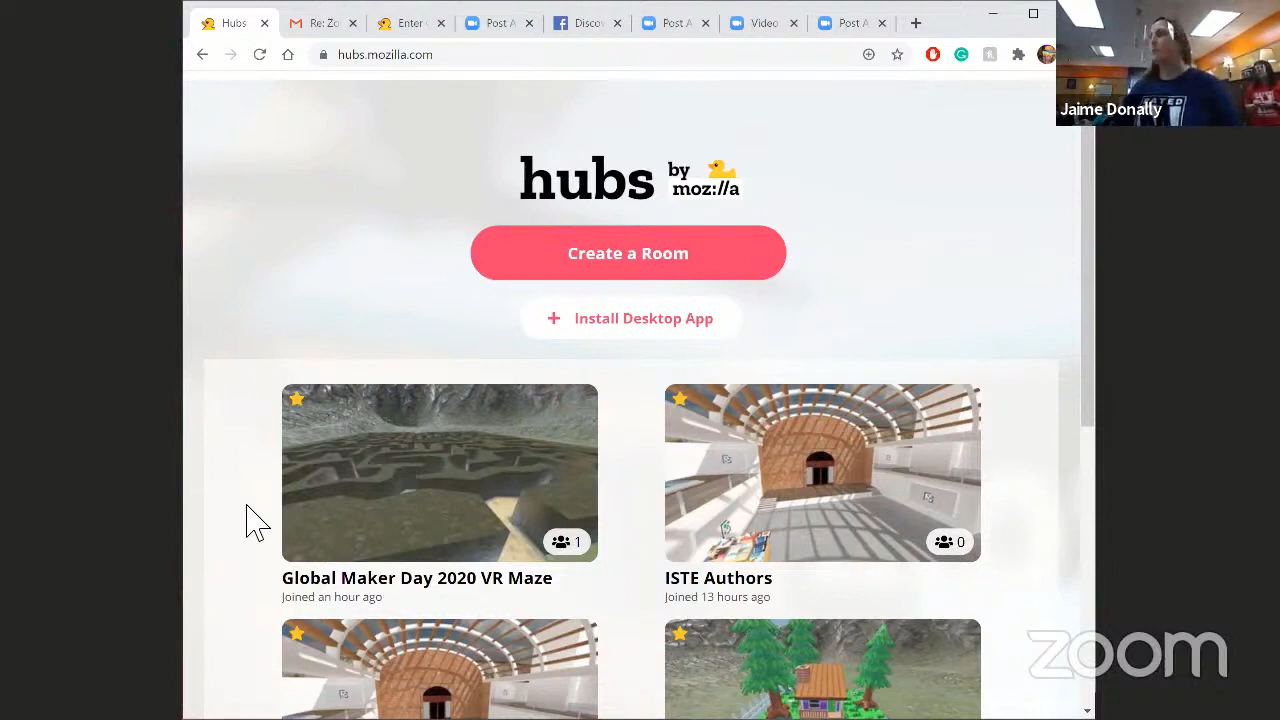 Hubs
Re: Zo
Enter
Post A
Discov
Post A
Video
Post A
hubs.mozilla.com
Jaime Donally
hubs by
moz://a
Create a Room
+ Install Desktop App
1
0
Global Maker Day 2020 VR Maze
ISTE Authors
Joined an hour ago
Joined 13 hours ago
zoom